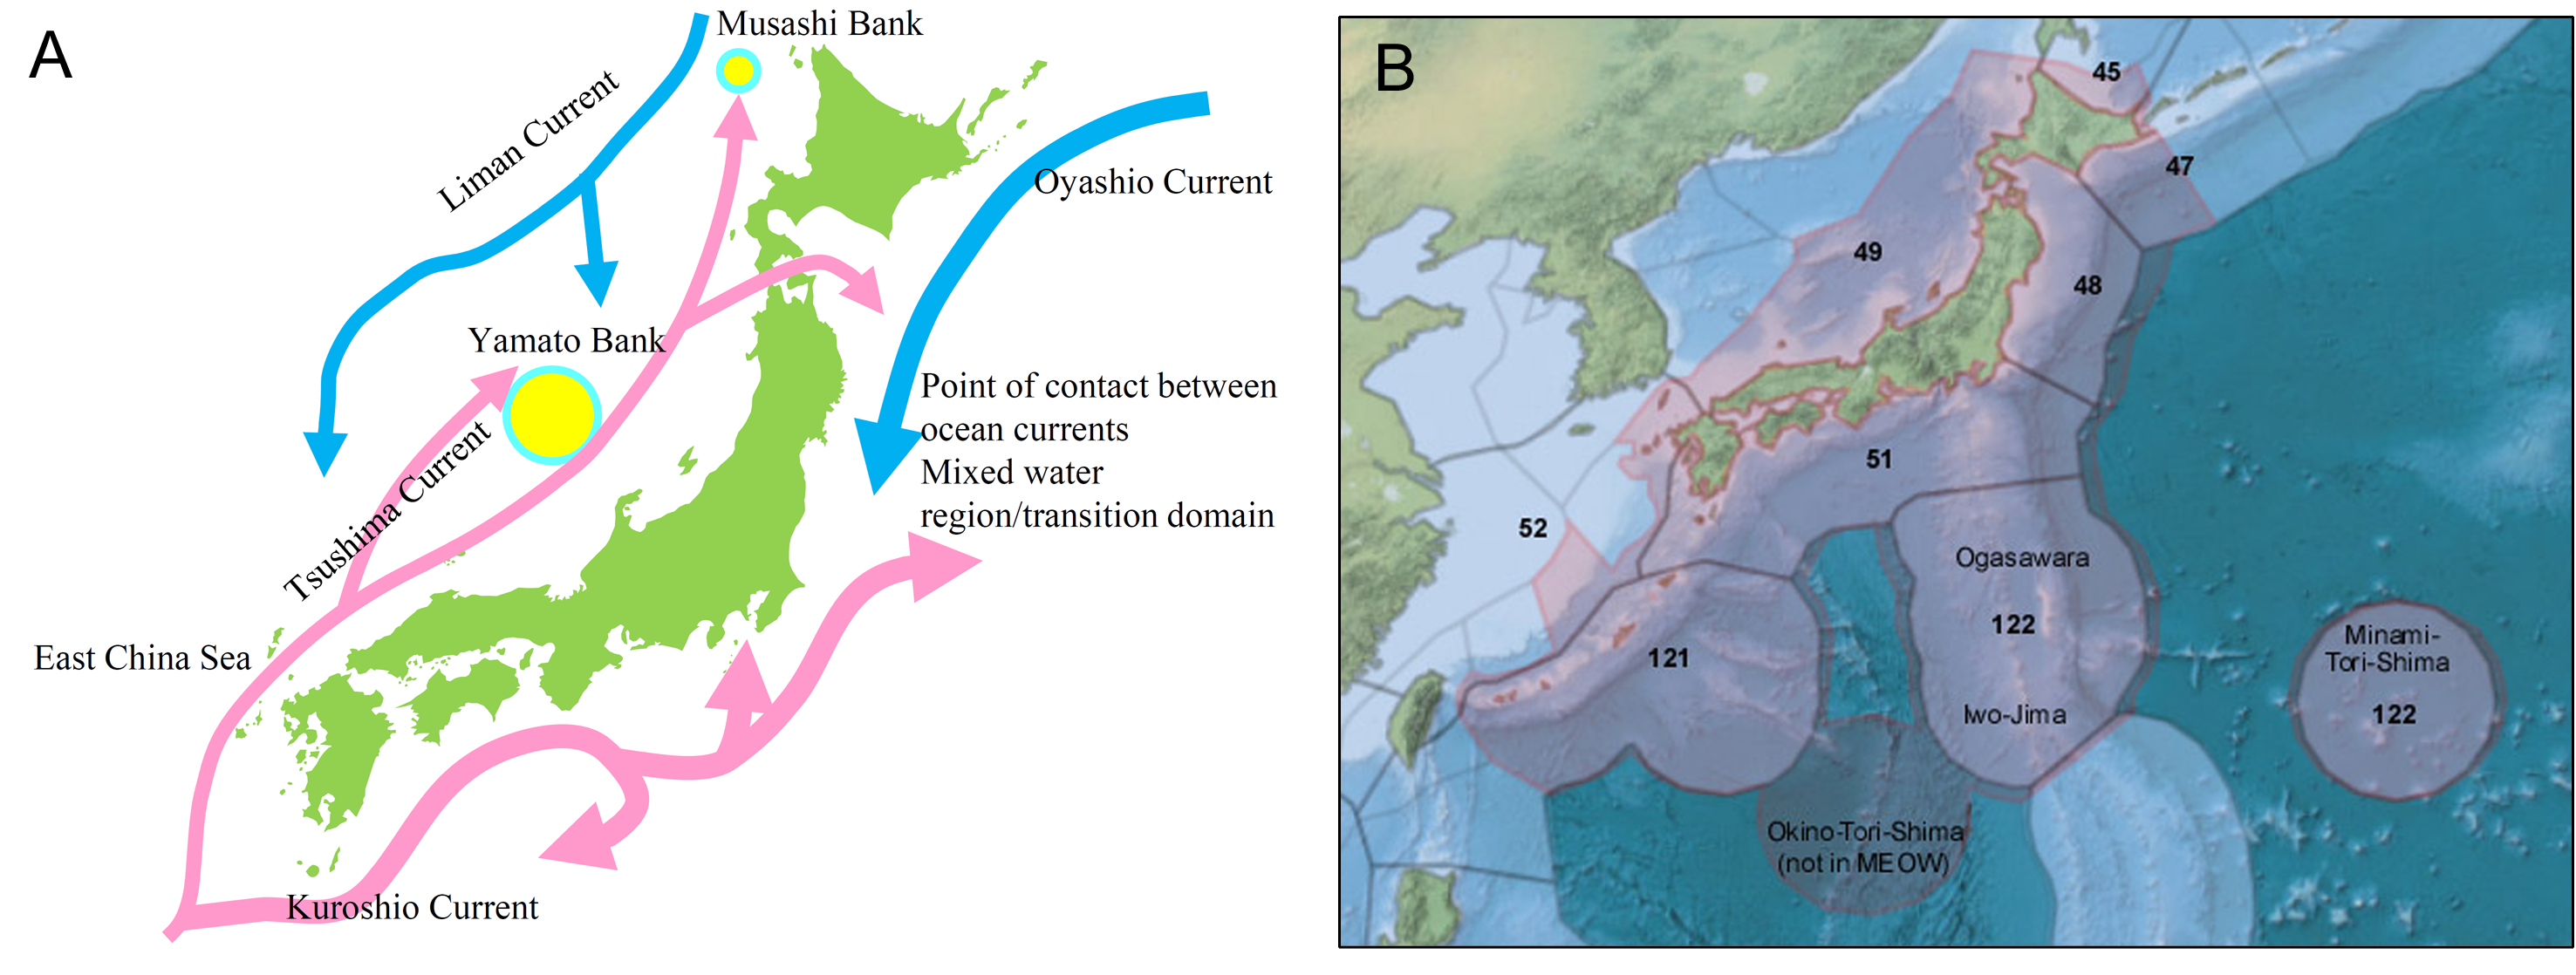 A
Musashi Bank
Liman Current
Oyashio Current
Yamato Bank
Point of contact between
ocean currents
Mixed water
region/transition domain
Tsushima Current
East China Sea
Kuroshio Current
B
45
47
49
48
51
52
Ogasawara
122
121
Iwo-Jima
Minami-
Tori-Shima
122
Okino-Tori-Shima
(not in MEOW)